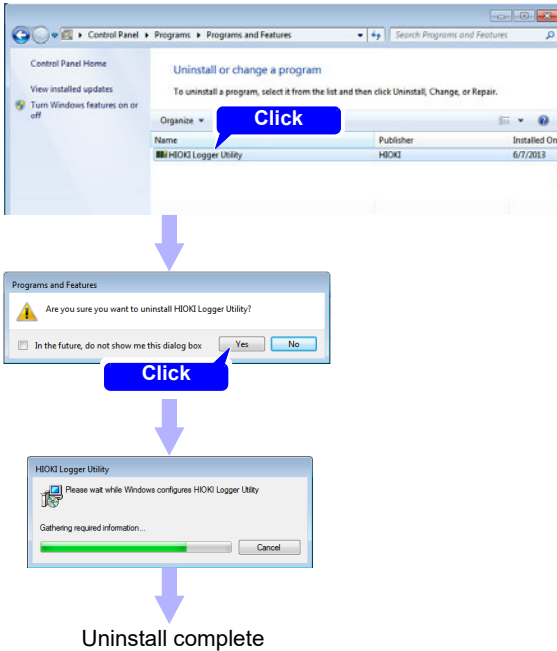 Control Panel ▸ Programs ▸ Programs and Features
Search Programs and Features
Control Panel Home
View installed updates
Turn Windows features on or
off
Uninstall or change a program
To uninstall a program, select it from the list and then click Uninstall, Change, or Repair.
Organize
Click
Name Publisher Installed On
HIOKI Logger Utility HIOKI 6/7/2013
Programs and Features
Are you sure you want to uninstall HIOKI Logger Utility?
In the future, do not show me this dialog box Yes No
Click
HIOKI Logger Utility
Please wait while Windows configures HIOKI Logger Utility
Gathering required information...
Cancel
Uninstall complete